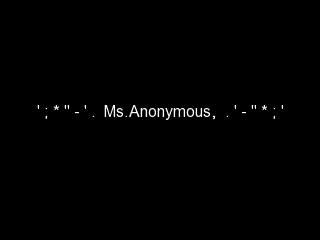 ' ; * " - ' .  Ms.Anonymous,  . ' - " * ; '